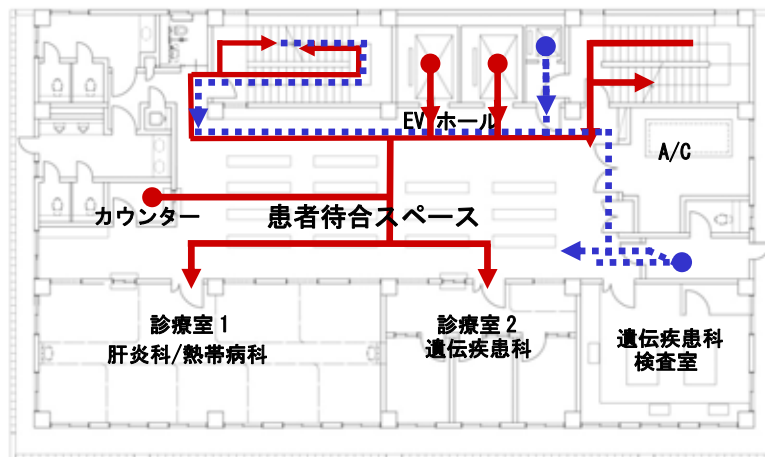 EV ホール
A/C
カウンター
患者待合スペース
診療室 1
肝炎科/熱帯病科
診療室 2
遺伝疾患科
遺伝疾患科
検査室